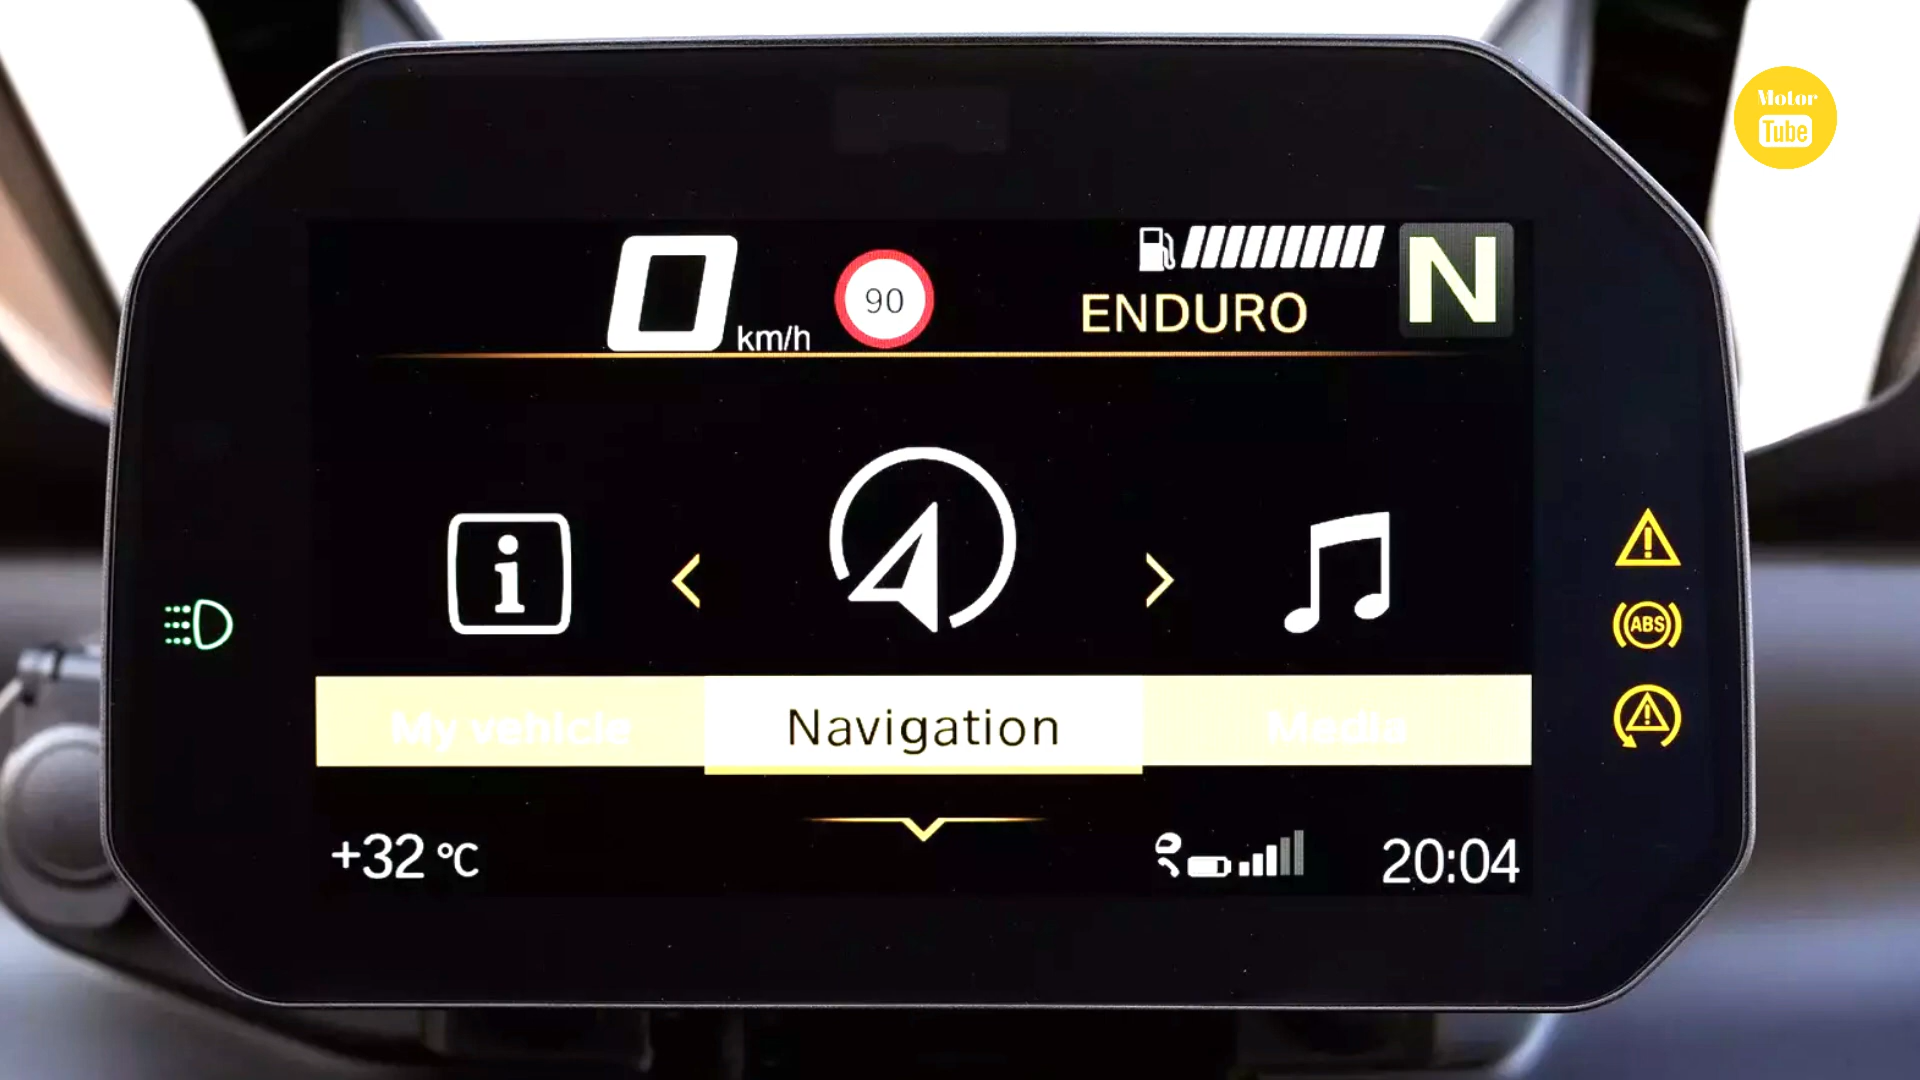 Motor
Tube
0 km/h
90
ENDURO
N
My vehicle
Navigation
Media
ABS
+32 °C
20:04